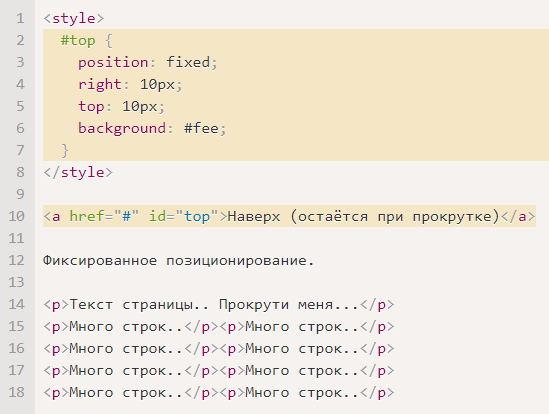 1 <style>
2   #top {
3     position: fixed;
4     right: 10px;
5     top: 10px;
6     background: #fee;
7   }
8 </style>
9
10 <a href="#" id="top">Наверх (остаётся при прокрутке)</a>
11
12 Фиксированное позиционирование.
13
14 <p>Текст страницы.. Прокрути меня...</p>
15 <p>Много строк..</p><p>Много строк..</p>
16 <p>Много строк..</p><p>Много строк..</p>
17 <p>Много строк..</p><p>Много строк..</p>
18 <p>Много строк..</p><p>Много строк..</p>